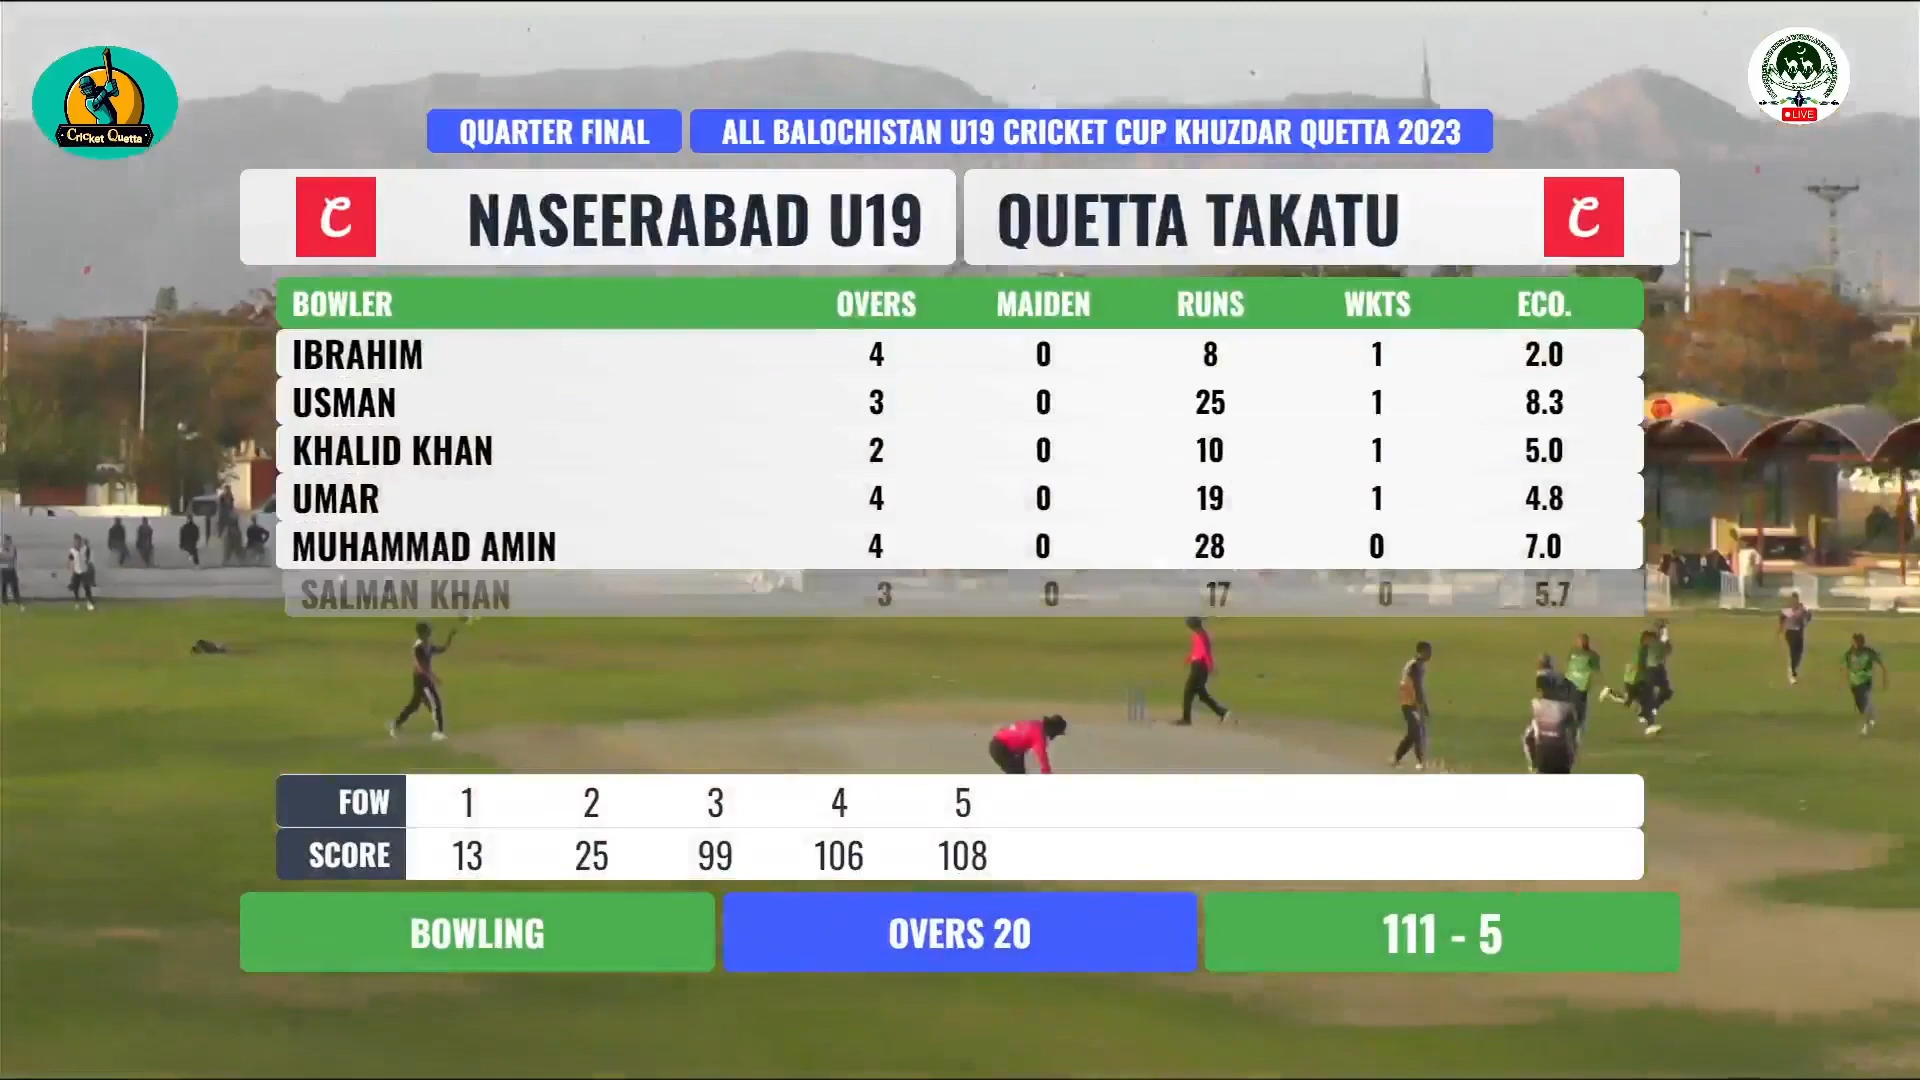 Cricket Quetta
LIVE
QUARTER FINAL ALL BALOCHISTAN U19 CRICKET CUP KHUZDAR QUETTA 2023
C NASEERABAD U19 QUETTA TAKATU C
BOWLER OVERS MAIDEN RUNS WKTS ECO.
IBRAHIM 4 0 8 1 2.0
USMAN 3 0 25 1 8.3
KHALID KHAN 2 0 10 1 5.0
UMAR 4 0 19 1 4.8
MUHAMMAD AMIN 4 0 28 0 7.0
SALMAN KHAN 3 0 17 0 5.7
FOW 1 2 3 4 5
SCORE 13 25 99 106 108
BOWLING OVERS 20 111 - 5